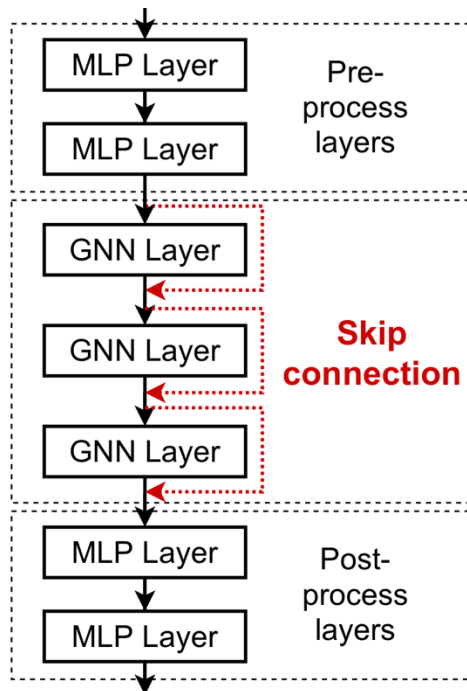 MLP Layer
Pre-
process
layers
MLP Layer
GNN Layer
GNN Layer
Skip
connection
GNN Layer
MLP Layer
Post-
process
layers
MLP Layer